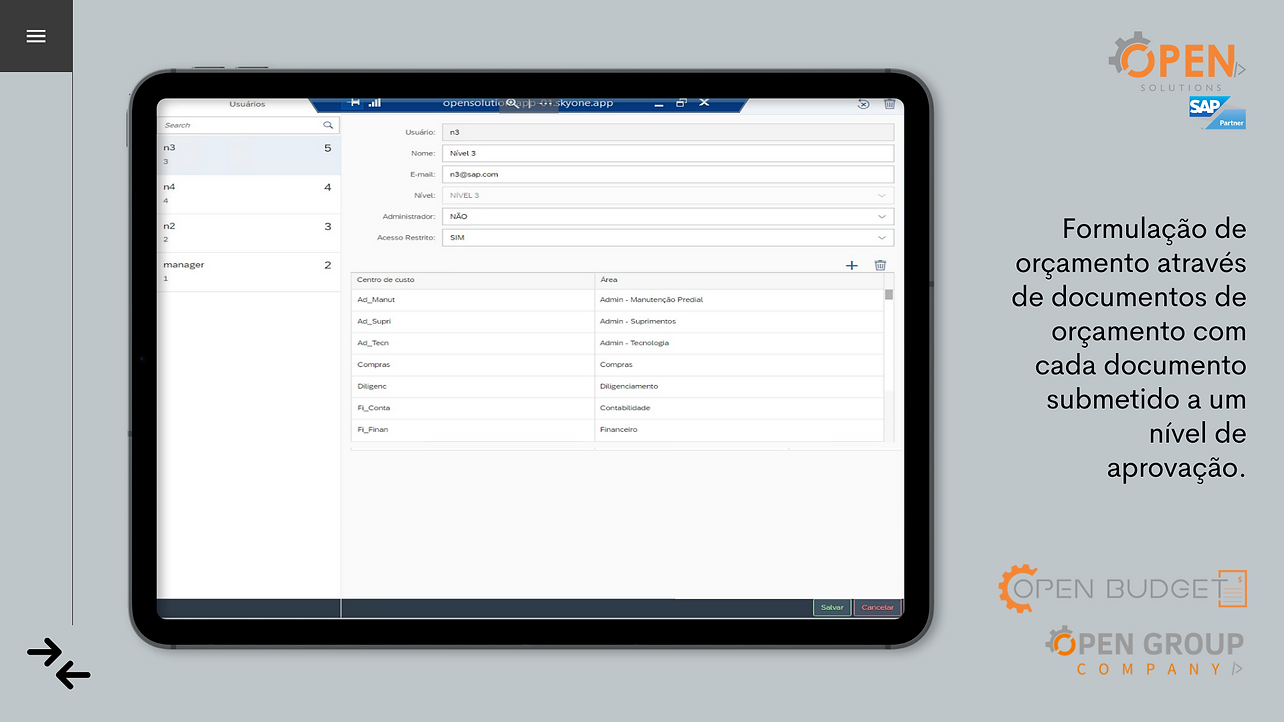 Usuários
opensolutio
skyone.app
Search
n3
5
3
n4
4
4
n2
3
2
manager
2
1
Usuário:
n3
Nome:
Nível 3
E-mail:
n3@sap.com
Nível:
NÍVEL 3
Administrador:
NÃO
Acesso Restrito:
SIM
Centro de custo
Área
Ad_Manut
Admin - Manutenção Predial
Ad_Supri
Admin - Suprimentos
Ad_Tecn
Admin - Tecnologia
Compras
Compras
Diligenc
Diligenciamento
Fi_Conta
Contabilidade
Fi_Finan
Financeiro
Salvar
Cancelar
OPEN
SOLUTIONS
SAP
Partner
Formulação de
orçamento através
de documentos de
orçamento com
cada documento
submetido a um
nível de
aprovação.
OPEN BUDGET
$
OPEN GROUP
COMPANY